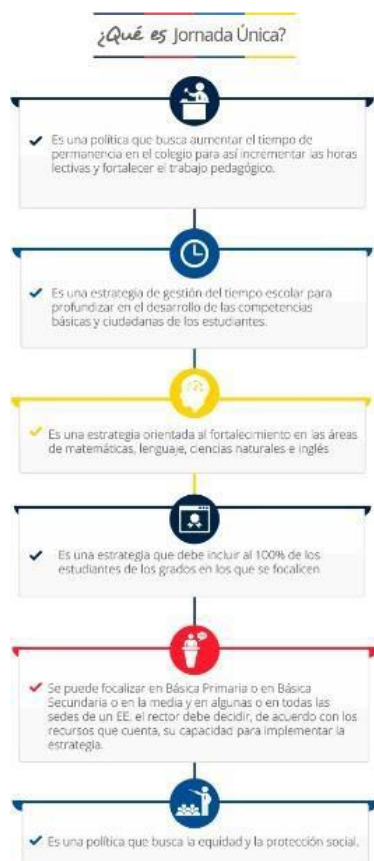 ¿Qué es Jornada Única?
Es una política que busca aumentar el tiempo de
permanencia en el colegio para así incrementar las horas
lectivas y fortalecer el trabajo pedagógico.
Es una estrategia de gestión del tiempo escolar para
profundizar en el desarrollo de las competencias
básicas y ciudadanas de los estudiantes.
Es una estrategia orientada al fortalecimiento en las áreas
de matemáticas, lenguaje, ciencias naturales e inglés
Es una estrategia que debe incluir al 100% de los
estudiantes de los grados en los que se focalicen
Se puede focalizar en Básica Primaria o en Básica
Secundaria o en la media y en algunas o en todas las
sedes de un EE, el rector debe decidir, de acuerdo con los
recursos que cuenta, su capacidad para implementar la
estrategia.
Es una política que busca la equidad y la protección social.